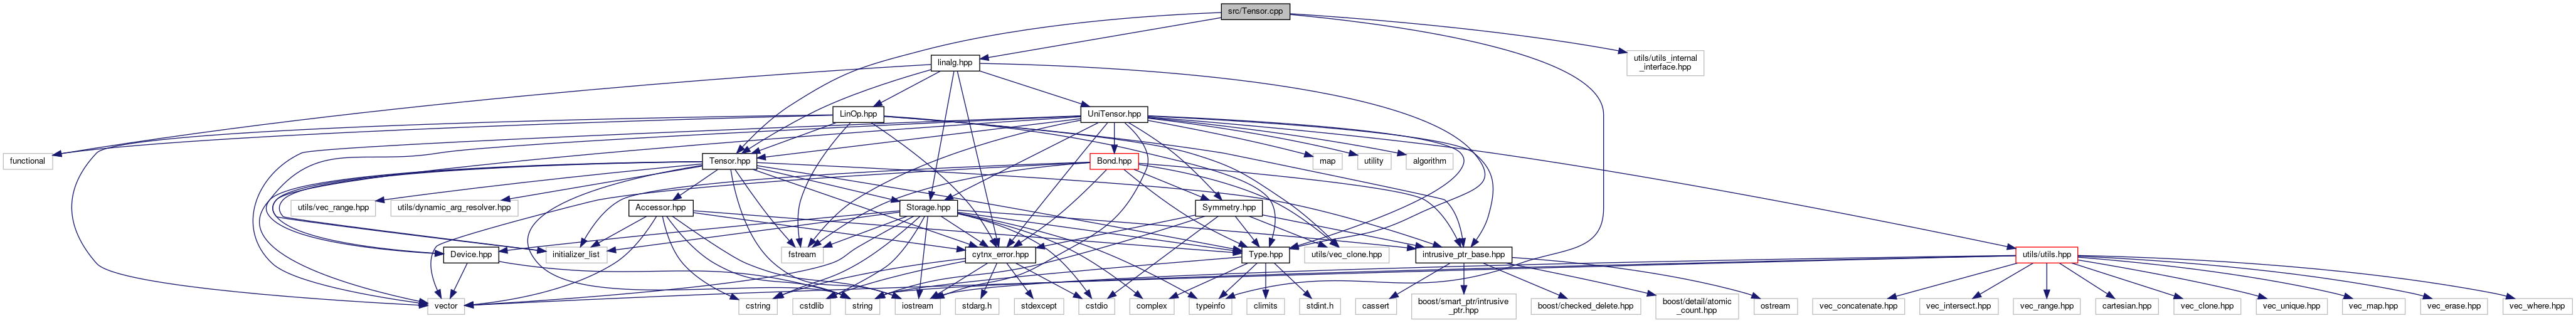 src/Tensor.cpp
linalg.hpp
utils/utils_internal
_interface.hpp
LinOp.hpp
UniTensor.hpp
functional
Tensor.hpp
Bond.hpp
map
utility
algorithm
utils/vec_range.hpp
utils/dynamic_arg_resolver.hpp
Accessor.hpp
Storage.hpp
Symmetry.hpp
Device.hpp
initializer_list
fstream
cytnx_error.hpp
Type.hpp
utils/vec_clone.hpp
intrusive_ptr_base.hpp
utils/utils.hpp
vector
cstring
cstdlib
string
iostream
stdarg.h
stdexcept
cstdio
complex
typeinfo
climits
stdint.h
cassert
boost/smart_ptr/intrusive
_ptr.hpp
boost/checked_delete.hpp
boost/detail/atomic
_count.hpp
ostream
vec_concatenate.hpp
vec_intersect.hpp
vec_range.hpp
cartesian.hpp
vec_clone.hpp
vec_unique.hpp
vec_map.hpp
vec_erase.hpp
vec_where.hpp